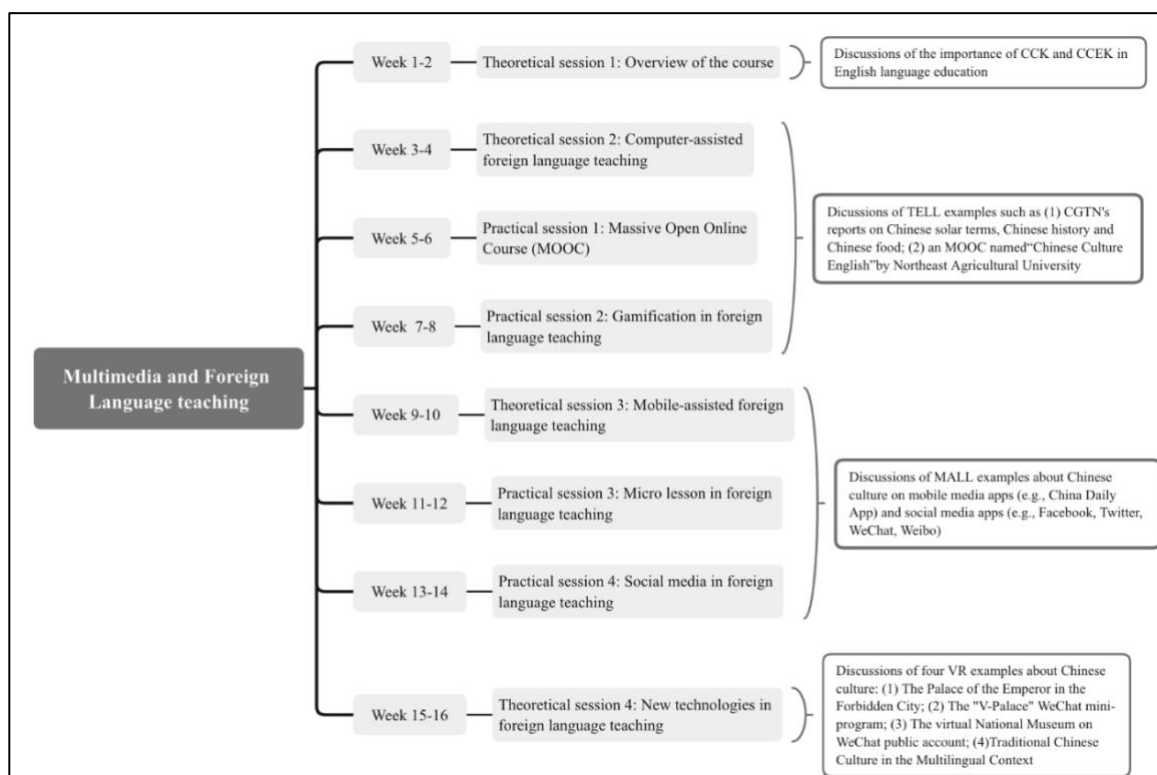 Multimedia and Foreign
Language teaching
Week 1-2
Theoretical session 1: Overview of the course
Discussions of the importance of CCK and CCEK in
English language education
Week 3-4
Theoretical session 2: Computer-assisted
foreign language teaching
Week 5-6
Practical session 1: Massive Open Online
Course (MOOC)
Week 7-8
Practical session 2: Gamification in foreign
language teaching
Dicussions of TELL examples such as (1) CGTN's
reports on Chinese solar terms, Chinese history and
Chinese food; (2) an MOOC named“Chinese Culture
English”by Northeast Agricultural University
Week 9-10
Theoretical session 3: Mobile-assisted foreign
language teaching
Week 11-12
Practical session 3: Micro lesson in foreign
language teaching
Week 13-14
Practical session 4: Social media in foreign
language teaching
Discussions of MALL examples about Chinese
culture on mobile media apps (e.g., China Daily
App) and social media apps (e.g., Facebook, Twitter,
WeChat, Weibo)
Week 15-16
Theoretical session 4: New technologies in
foreign language teaching
Discussions of four VR examples about Chinese
culture: (1) The Palace of the Emperor in the
Forbidden City; (2) The "V-Palace" WeChat mini-
program; (3) The virtual National Museum on
WeChat public account; (4)Traditional Chinese
Culture in the Multilingual Context